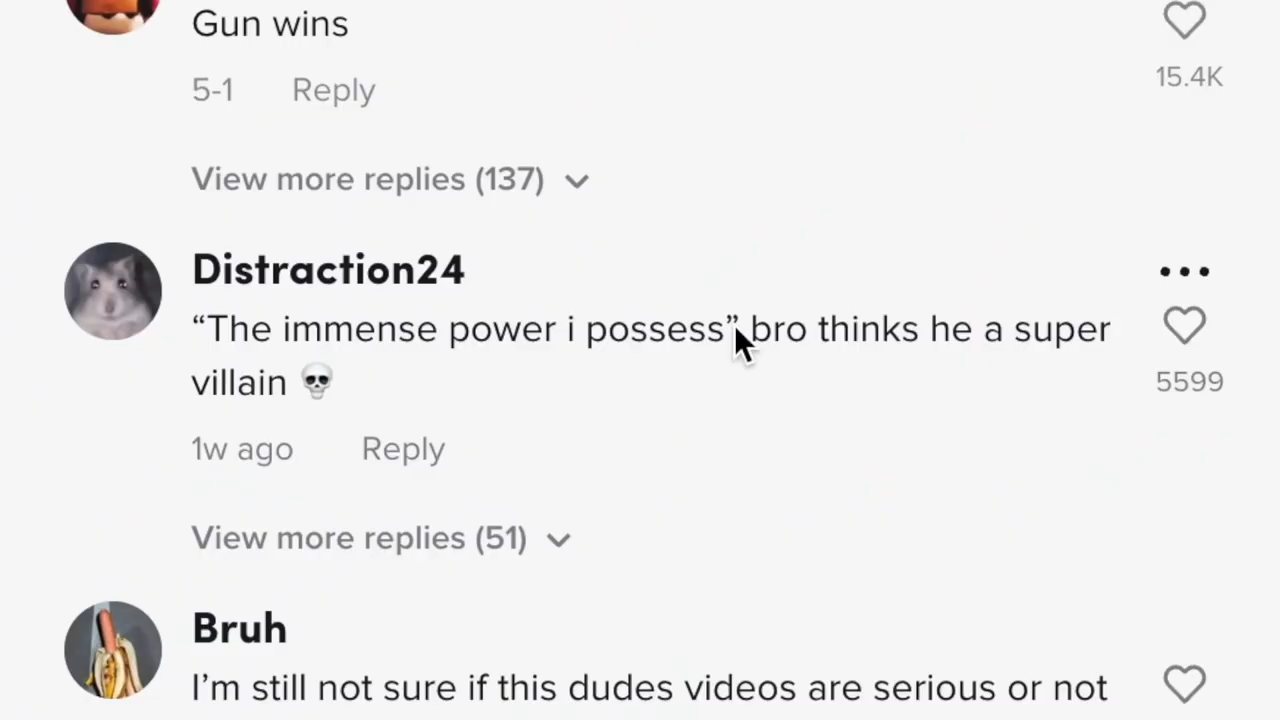 Gun wins
15.4K
5-1 Reply
View more replies (137)
Distraction24
“The immense power i possess” bro thinks he a super
villain 💀
5599
1w ago Reply
View more replies (51)
Bruh
I’m still not sure if this dudes videos are serious or not